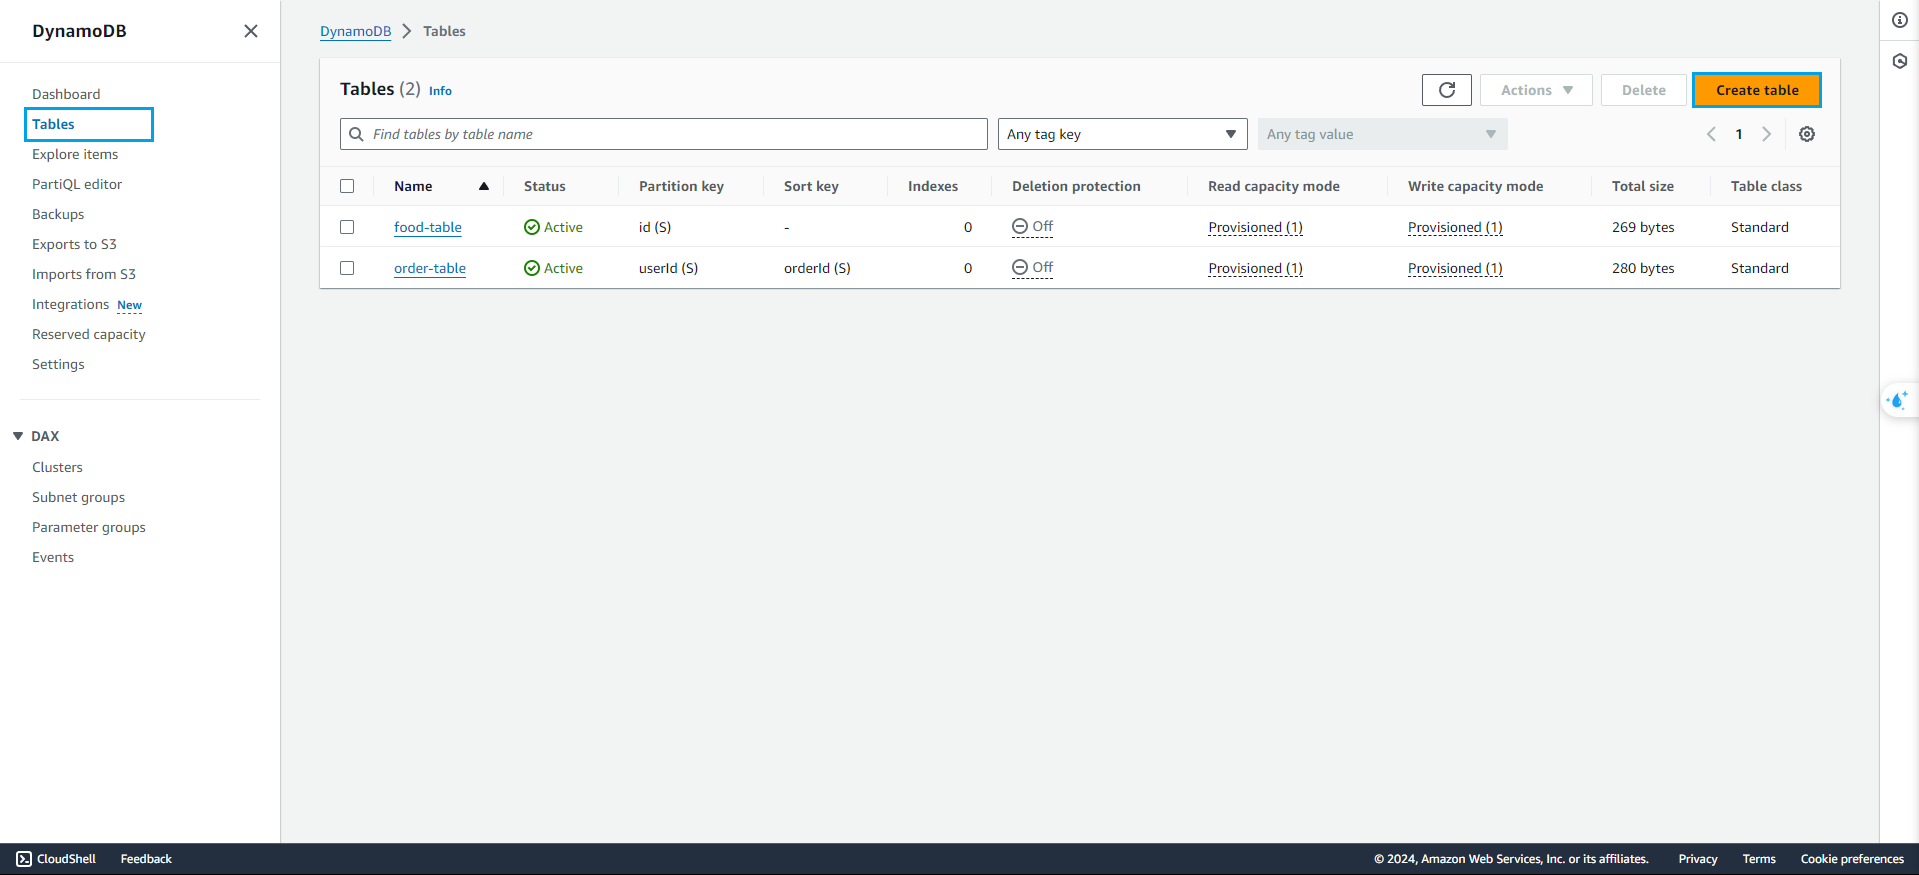 DynamoDB
Dashboard
Tables
Explore items
PartiQL editor
Backups
Exports to S3
Imports from S3
Integrations New
Reserved capacity
Settings
DAX
Clusters
Subnet groups
Parameter groups
Events
DynamoDB Tables
Tables (2) Info
Actions Delete Create table
Find tables by table name Any tag key Any tag value 1
Name Status Partition key Sort key Indexes Deletion protection Read capacity mode Write capacity mode Total size Table class
food-table Active id (S) - 0 Off Provisioned (1) Provisioned (1) 269 bytes Standard
order-table Active userId (S) orderId (S) 0 Off Provisioned (1) Provisioned (1) 280 bytes Standard
CloudShell Feedback © 2024, Amazon Web Services, Inc. or its affiliates. Privacy Terms Cookie preferences